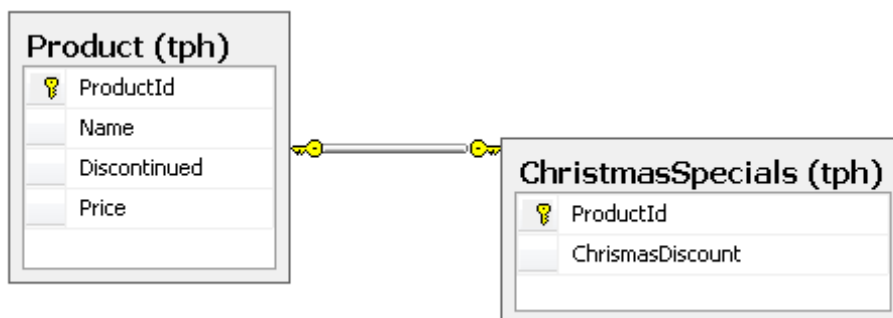 Product (tph)
ProductId
Name
Discontinued
Price
ChristmasSpecials (tph)
ProductId
ChrismasDiscount